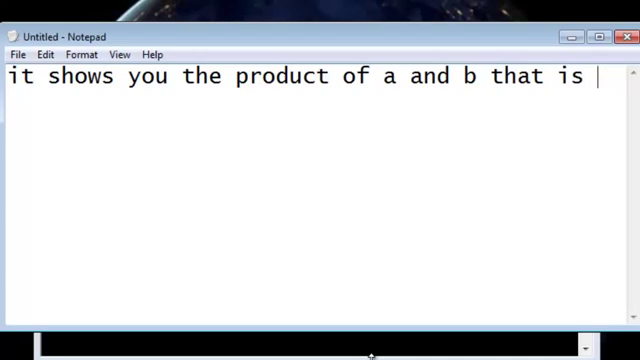 Untitled - Notepad
File Edit Format View Help
it shows you the product of a and b that is